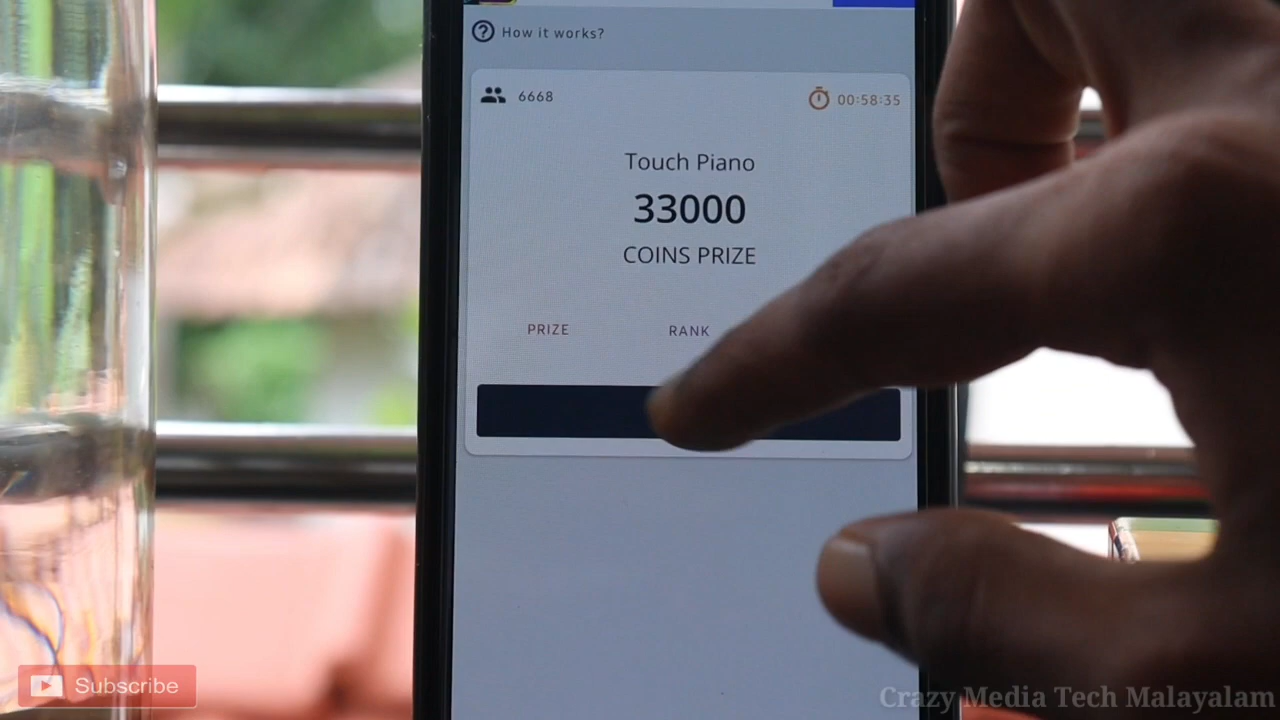 How it works?
6668
00:58:35
Touch Piano
33000
COINS PRIZE
PRIZE
RANK
Subscribe
Crazy Media Tech Malayalam